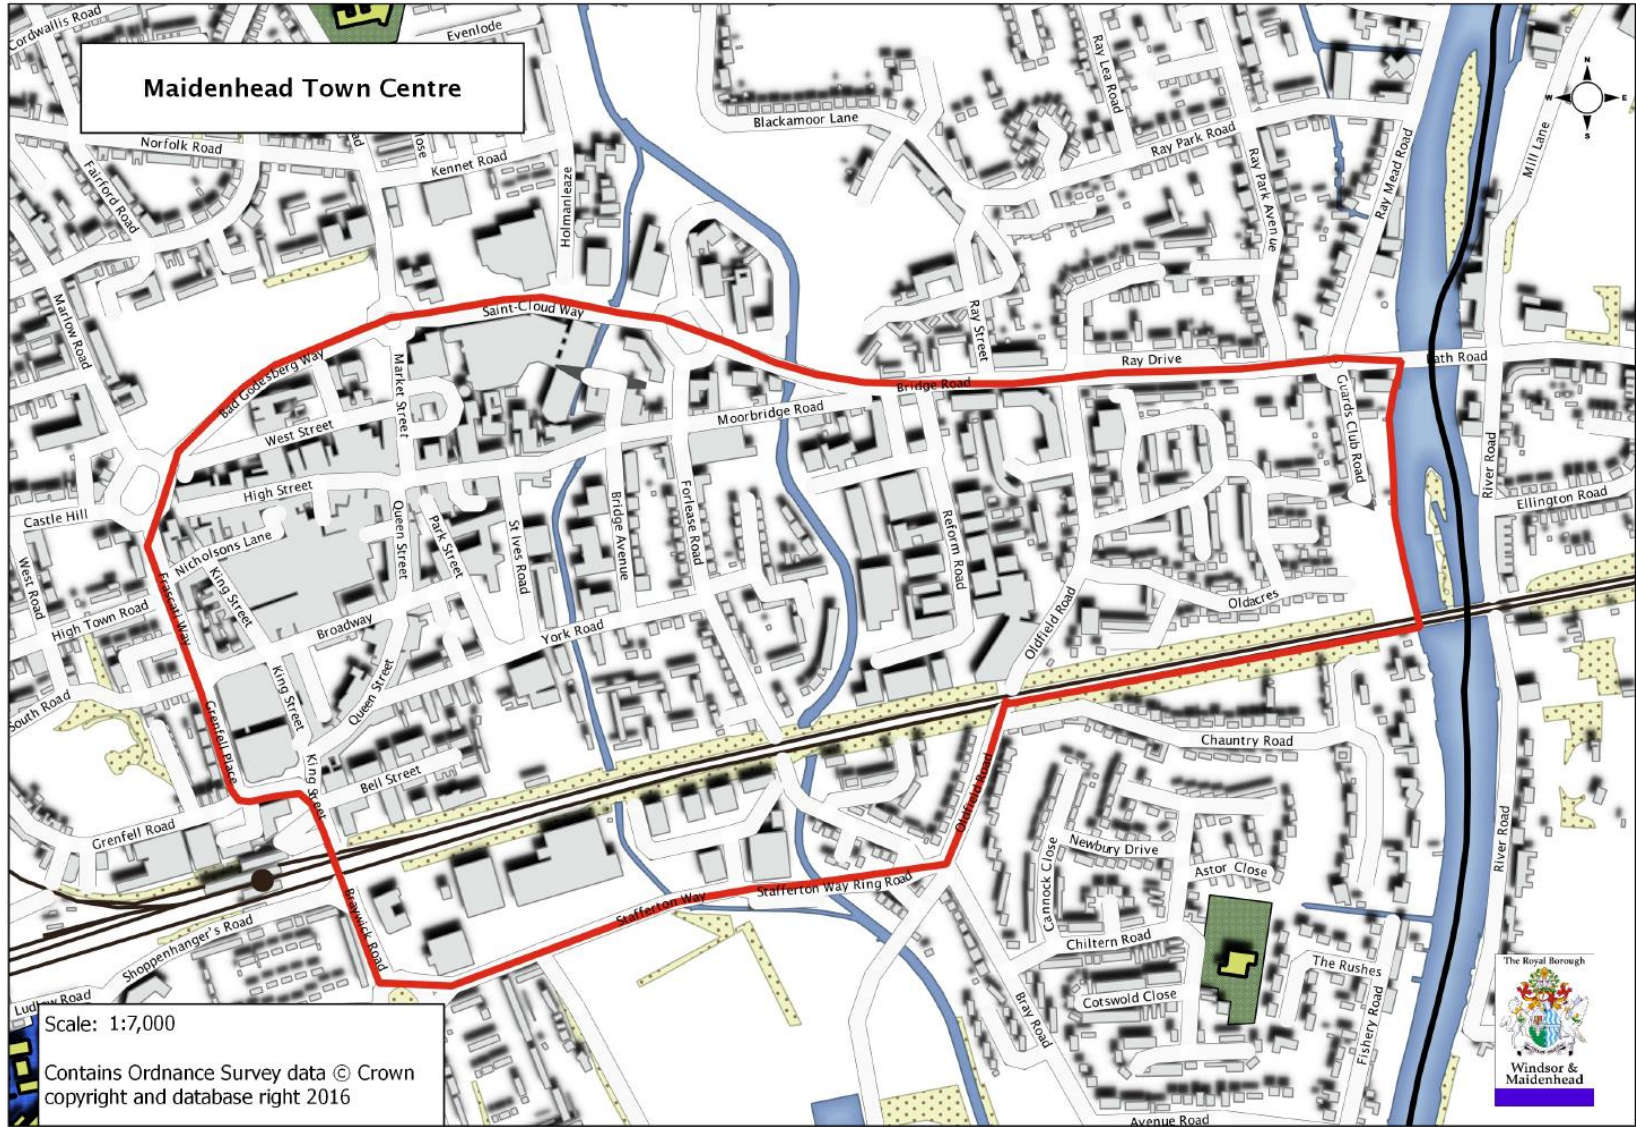 Cordwallis Road
Evenlode
Maidenhead Town Centre
Ray Lea Road
Blackamoor Lane
Norfolk Road
Kennet Road
Ray Park Road
Mill Lane
N
W
E
S
Fairford Road
Holmanleaze
Ray Park Avenue
Ray Mead Road
Marlow Road
Saint-Cloud Way
Ray Street
Bad Godesberg Way
Market Street
Ray Drive
Bath Road
Bridge Road
Moorbridge Road
Guards Club Road
West Street
High Street
Castle Hill
River Road
Ellington Road
Queen Street
Park Street
St Ives Road
Bridge Avenue
Forlease Road
Reform Road
Nicholsons Lane
West Road
King Street
Frascati Way
High Town Road
Broadway
York Road
Oldfield Road
Oldacres
South Road
King Street
Queen Street
Grenfell Place
King Street
Bell Street
Chauntry Road
Oldfield Road
Grenfell Road
Newbury Drive
Cannock Close
Astor Close
River Road
Stafferton Way Ring Road
Stafferton Way
Braywick Road
Shoppenhanger's Road
Chiltern Road
The Rushes
Cotswold Close
Bray Road
Fishery Road
Avenue Road
Scale: 1:7,000
Contains Ordnance Survey data © Crown
copyright and database right 2016
The Royal Borough
Windsor &
Maidenhead